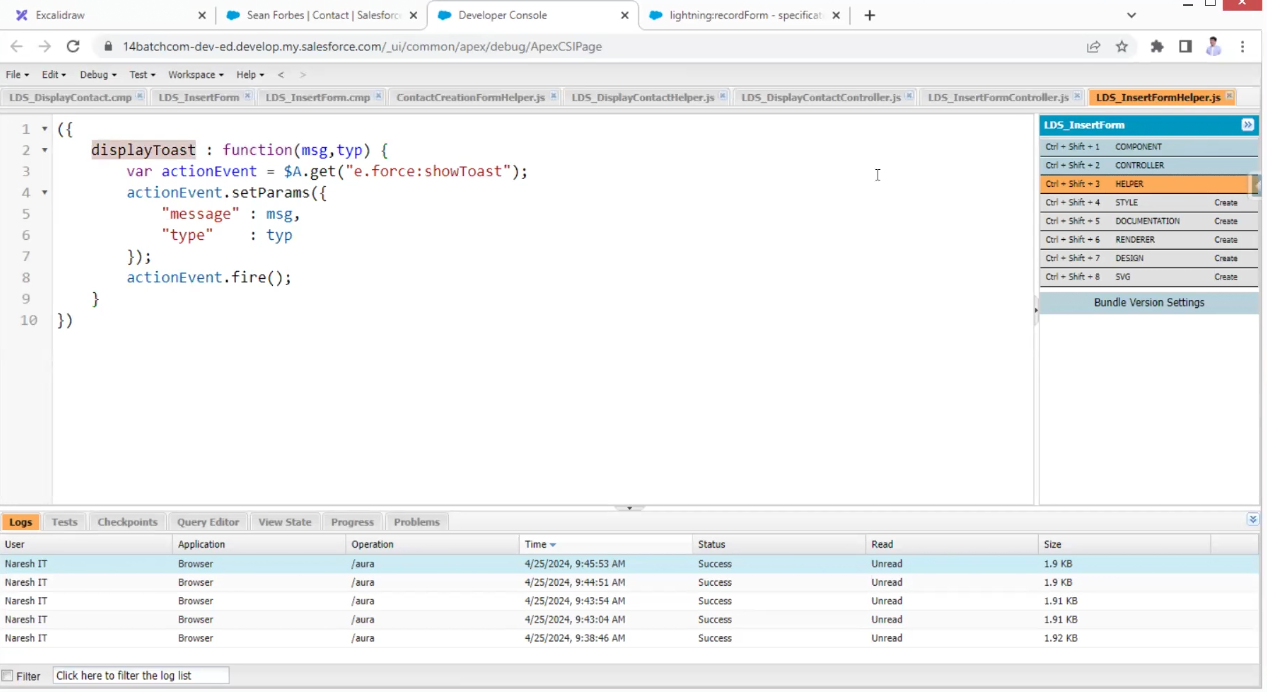 Excalidraw
Sean Forbes | Contact | Salesforc
Developer Console
lightning:recordForm - specificati
14batchcom-dev-ed.develop.my.salesforce.com/_ui/common/apex/debug/ApexCSIPage
File Edit Debug Test Workspace Help < >
LDS_DisplayContact.cmp LDS_InsertForm LDS_InsertForm.cmp ContactCreationFormHelper.js LDS_DisplayContactHelper.js LDS_DisplayContactController.js LDS_InsertFormController.js LDS_InsertFormHelper.js
1 ({
2 displayToast : function(msg,typ) {
3 var actionEvent = $A.get("e.force:showToast");
4 actionEvent.setParams({
5 "message" : msg,
6 "type" : typ
7 });
8 actionEvent.fire();
9 }
10 })
LDS_InsertForm
Ctrl + Shift + 1 COMPONENT
Ctrl + Shift + 2 CONTROLLER
Ctrl + Shift + 3 HELPER
Ctrl + Shift + 4 STYLE Create
Ctrl + Shift + 5 DOCUMENTATION Create
Ctrl + Shift + 6 RENDERER Create
Ctrl + Shift + 7 DESIGN Create
Ctrl + Shift + 8 SVG Create
Bundle Version Settings
Logs Tests Checkpoints Query Editor View State Progress Problems
User Application Operation Time Status Read Size
Naresh IT Browser /aura 4/25/2024, 9:45:53 AM Success Unread 1.9 KB
Naresh IT Browser /aura 4/25/2024, 9:44:51 AM Success Unread 1.9 KB
Naresh IT Browser /aura 4/25/2024, 9:43:54 AM Success Unread 1.91 KB
Naresh IT Browser /aura 4/25/2024, 9:43:04 AM Success Unread 1.91 KB
Naresh IT Browser /aura 4/25/2024, 9:38:46 AM Success Unread 1.92 KB
Filter Click here to filter the log list